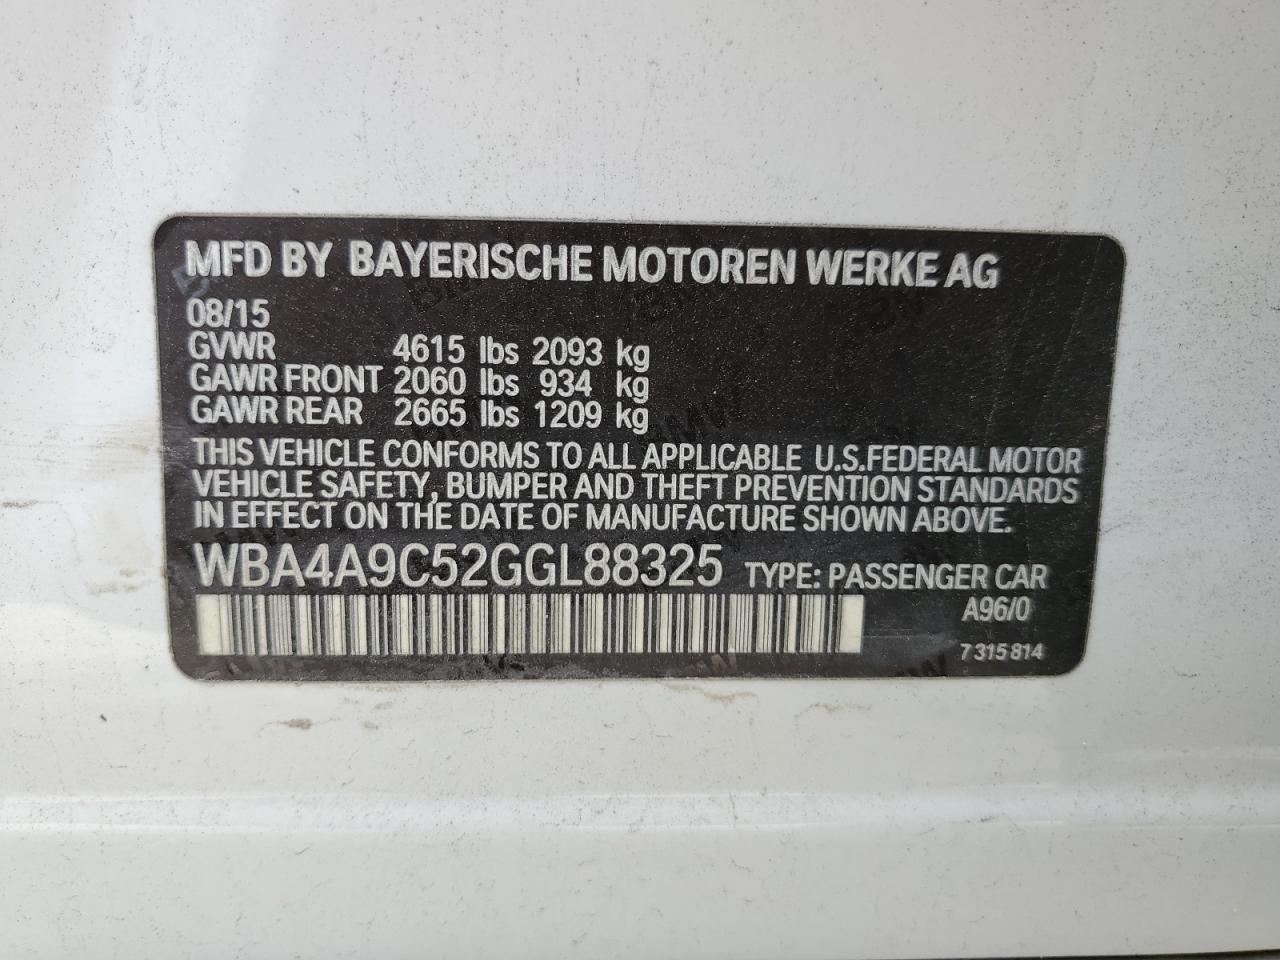 MFD BY BAYERISCHE MOTOREN WERKE AG
08/15
GVWR 4615 lbs 2093 kg
GAWR FRONT 2060 lbs 934 kg
GAWR REAR 2665 lbs 1209 kg
THIS VEHICLE CONFORMS TO ALL APPLICABLE U.S.FEDERAL MOTOR
VEHICLE SAFETY, BUMPER AND THEFT PREVENTION STANDARDS
IN EFFECT ON THE DATE OF MANUFACTURE SHOWN ABOVE.
WBA4A9C52GGL88325 TYPE: PASSENGER CAR
A96/0
7 315 814